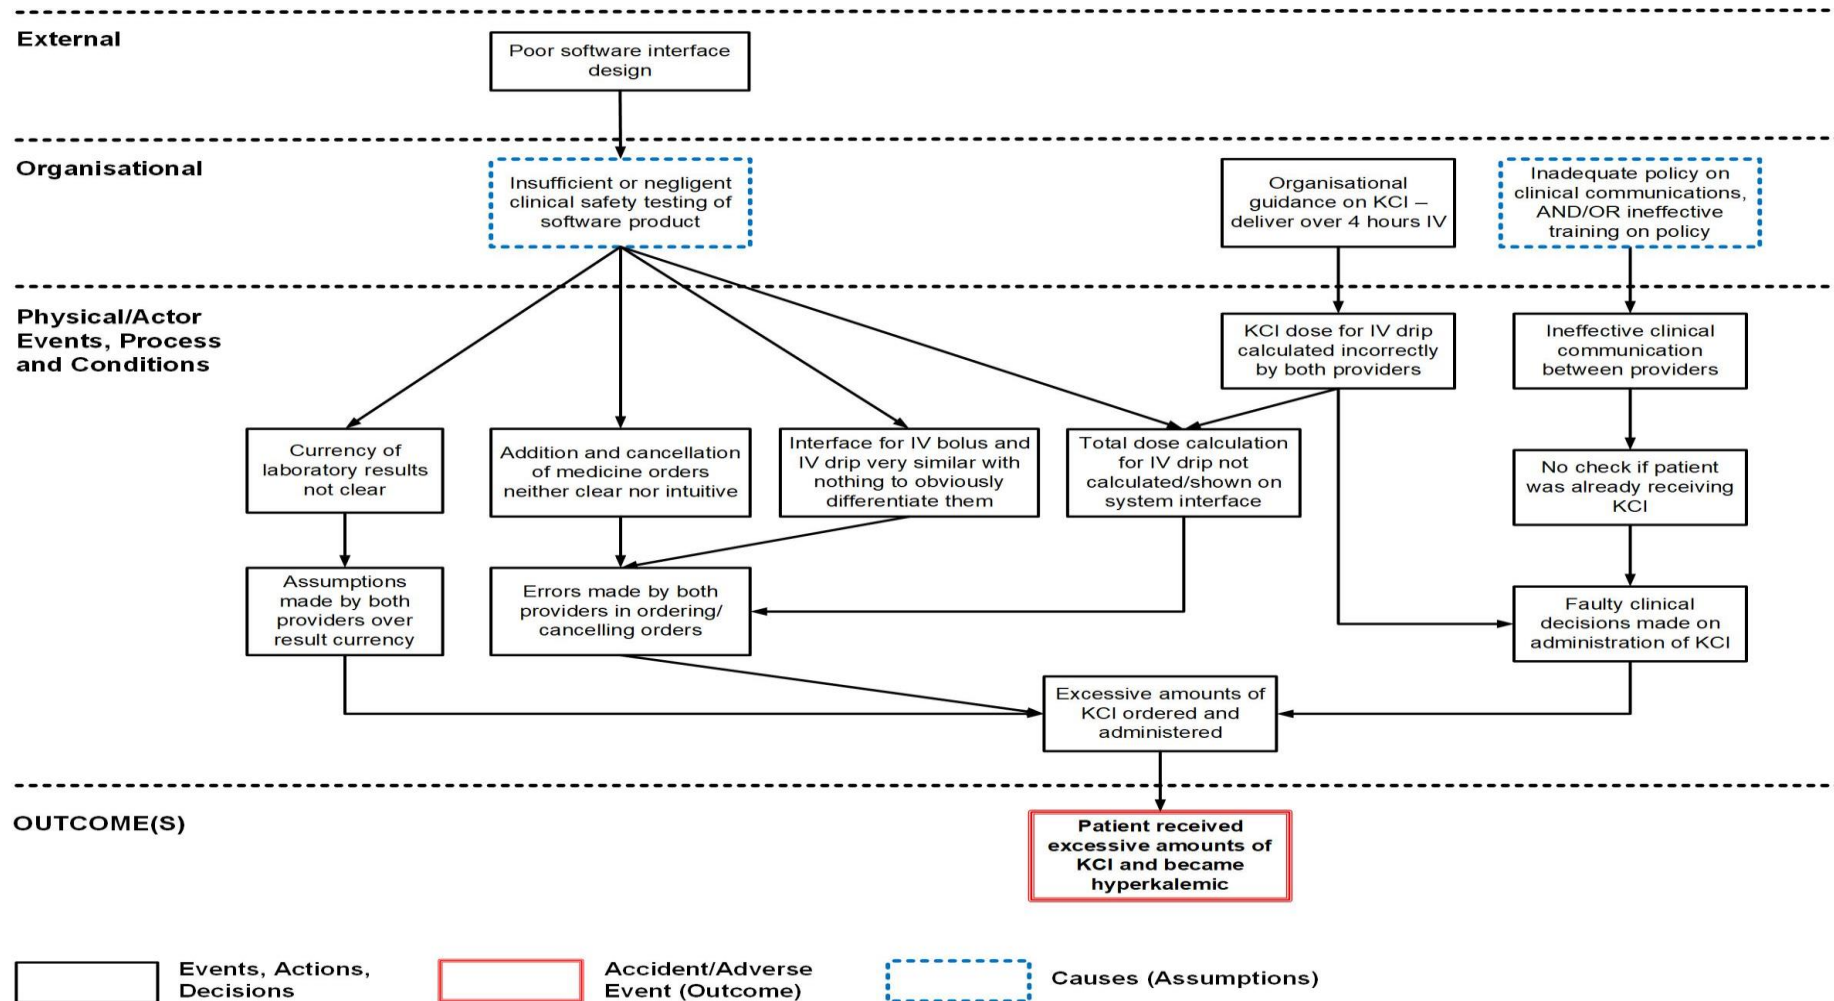 External
Poor software interface
design
Organisational
Insufficient or negligent
clinical safety testing of
software product
Organisational
guidance on KCI –
deliver over 4 hours IV
Inadequate policy on
clinical communications,
AND/OR ineffective
training on policy
Physical/Actor
Events, Process
and Conditions
KCI dose for IV drip
calculated incorrectly
by both providers
Ineffective clinical
communication
between providers
Currency of
laboratory results
not clear
Addition and cancellation
of medicine orders
neither clear nor intuitive
Interface for IV bolus and
IV drip very similar with
nothing to obviously
differentiate them
Total dose calculation
for IV drip not
calculated/shown on
system interface
No check if patient
was already receiving
KCI
Assumptions
made by both
providers over
result currency
Errors made by both
providers in ordering/
cancelling orders
Faulty clinical
decisions made on
administration of KCI
Excessive amounts of
KCI ordered and
administered
OUTCOME(S)
Patient received
excessive amounts of
KCI and became
hyperkalemic
Events, Actions,
Decisions
Accident/Adverse
Event (Outcome)
Causes (Assumptions)